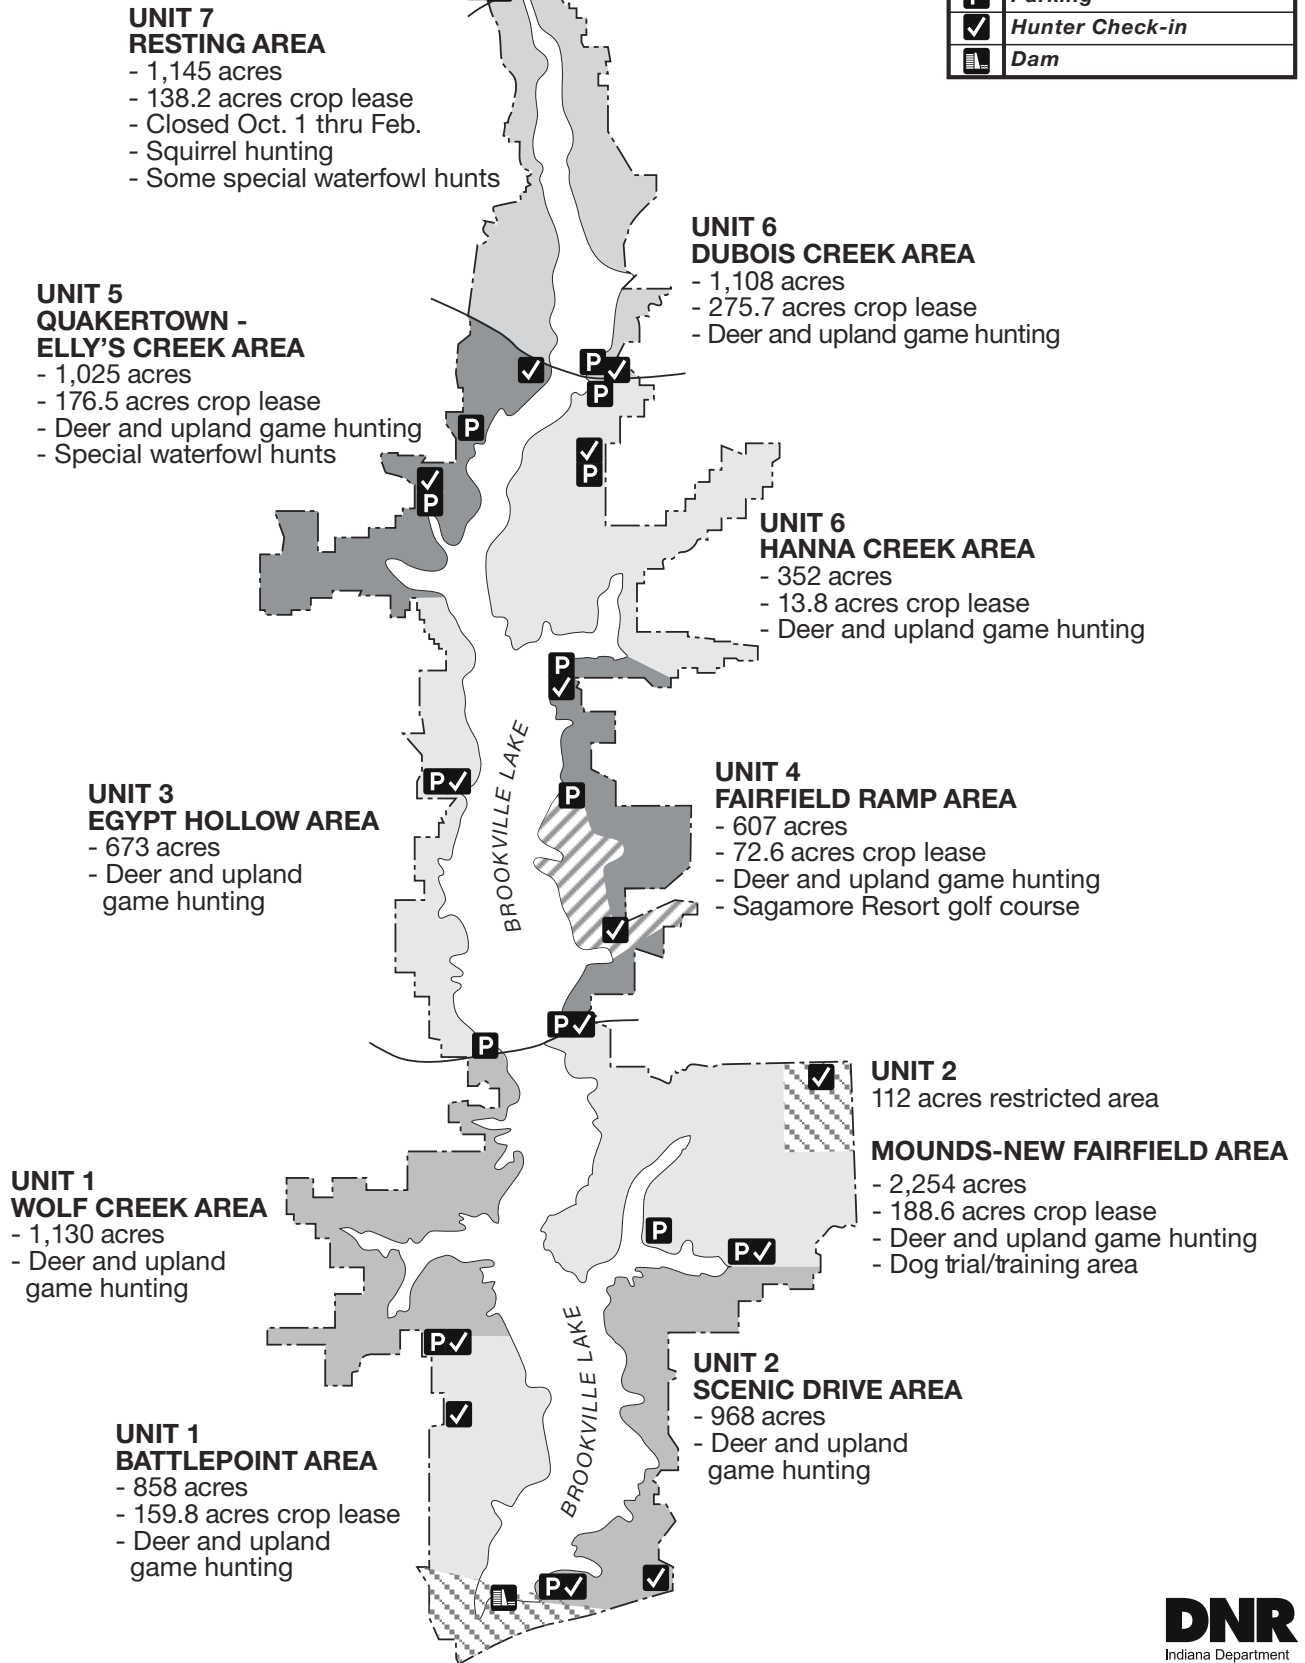 Parking
Hunter Check-in
Dam
UNIT 7
RESTING AREA
- 1,145 acres
- 138.2 acres crop lease
- Closed Oct. 1 thru Feb.
- Squirrel hunting
- Some special waterfowl hunts
UNIT 6
DUBOIS CREEK AREA
- 1,108 acres
- 275.7 acres crop lease
- Deer and upland game hunting
UNIT 5
QUAKERTOWN -
ELLY'S CREEK AREA
- 1,025 acres
- 176.5 acres crop lease
- Deer and upland game hunting
- Special waterfowl hunts
P
P
P
P
P
UNIT 6
HANNA CREEK AREA
- 352 acres
- 13.8 acres crop lease
- Deer and upland game hunting
P
BROOKVILLE LAKE
P
P
UNIT 4
FAIRFIELD RAMP AREA
- 607 acres
- 72.6 acres crop lease
- Deer and upland game hunting
- Sagamore Resort golf course
UNIT 3
EGYPT HOLLOW AREA
- 673 acres
- Deer and upland
game hunting
P
P
UNIT 2
112 acres restricted area
MOUNDS-NEW FAIRFIELD AREA
- 2,254 acres
- 188.6 acres crop lease
- Deer and upland game hunting
- Dog trial/training area
UNIT 1
WOLF CREEK AREA
- 1,130 acres
- Deer and upland
game hunting
P
P
P
BROOKVILLE LAKE
UNIT 2
SCENIC DRIVE AREA
- 968 acres
- Deer and upland
game hunting
UNIT 1
BATTLEPOINT AREA
- 858 acres
- 159.8 acres crop lease
- Deer and upland
game hunting
P
DNR
Indiana Department